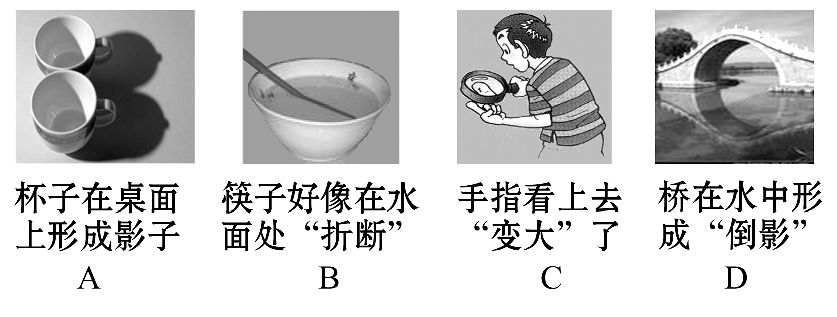 杯子在桌面
上形成影子
A
筷子好像在水
面处“折断”
B
手指看上去
“变大”了
C
桥在水中形
成“倒影”
D